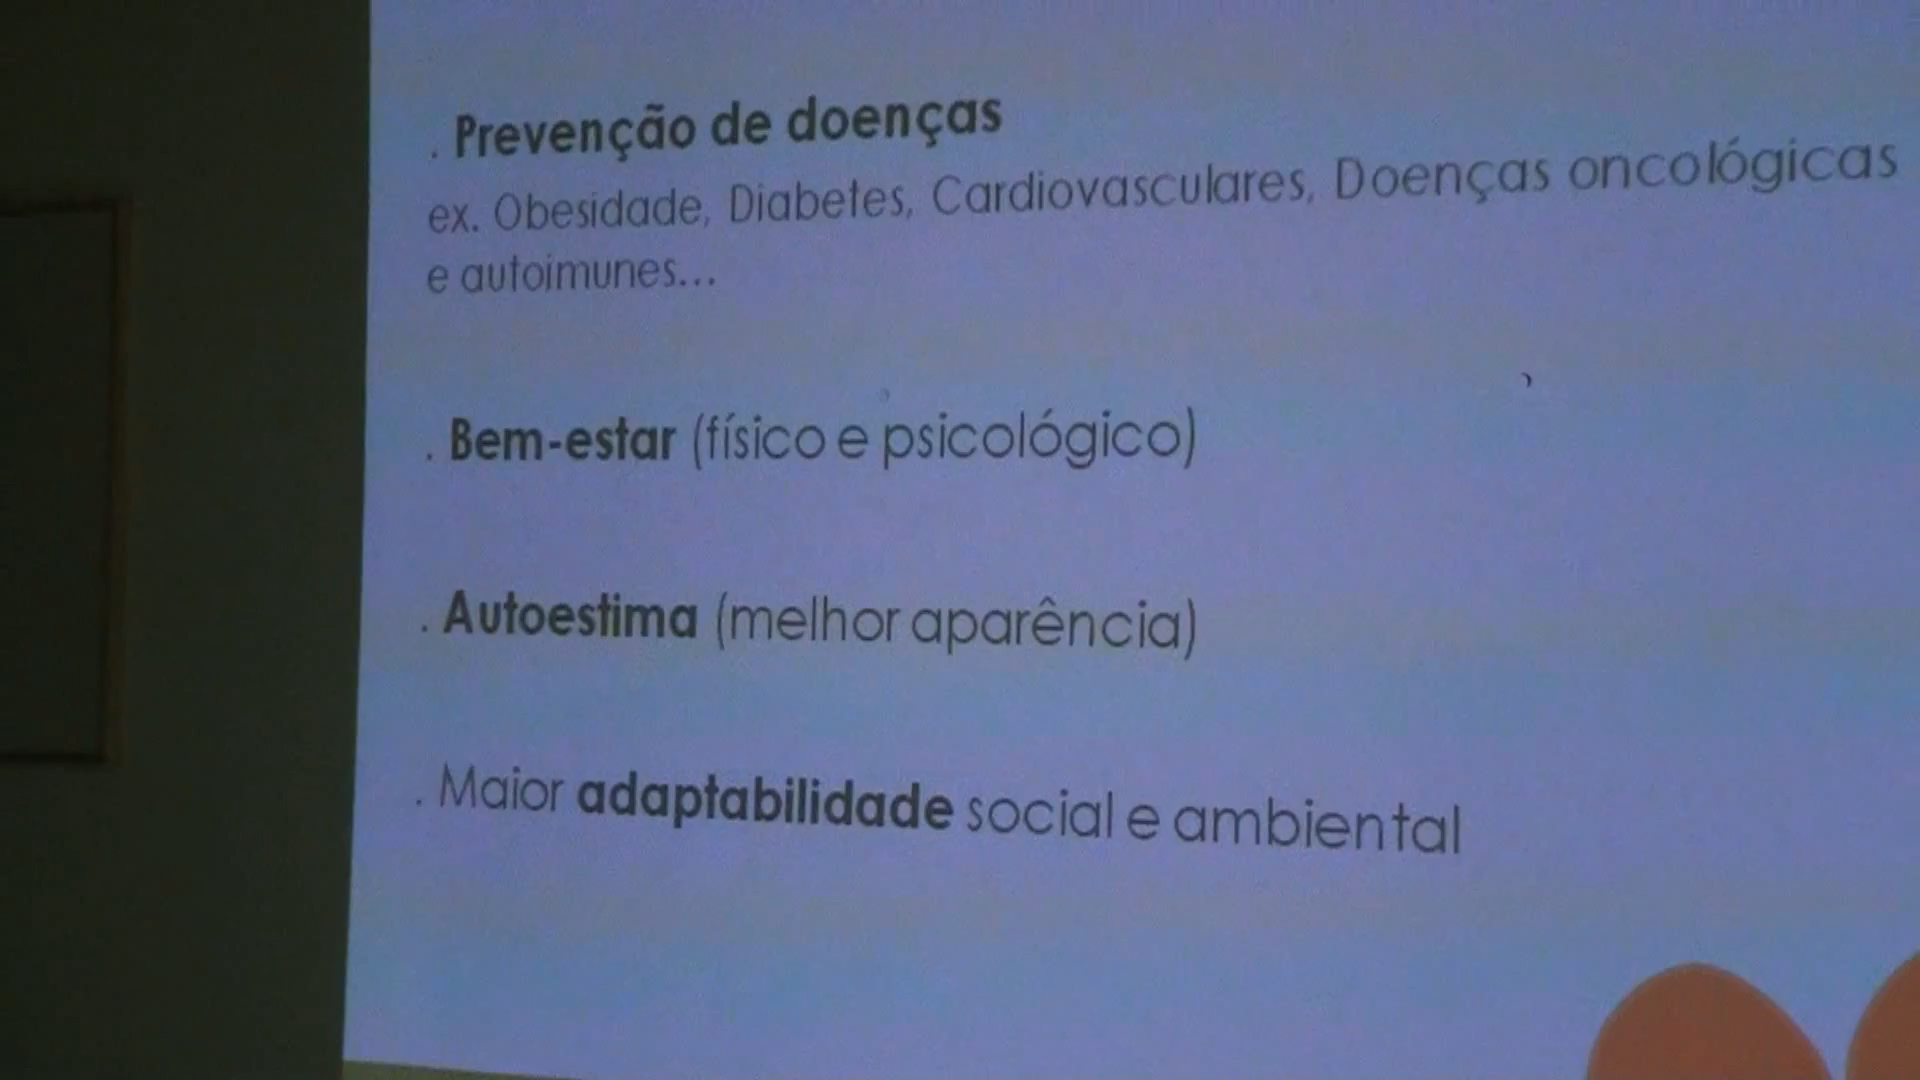 . Prevenção de doenças
ex. Obesidade, Diabetes, Cardiovasculares, Doenças oncológicas
e autoimunes...
. Bem-estar (físico e psicológico)
. Autoestima (melhor aparência)
. Maior adaptabilidade social e ambiental